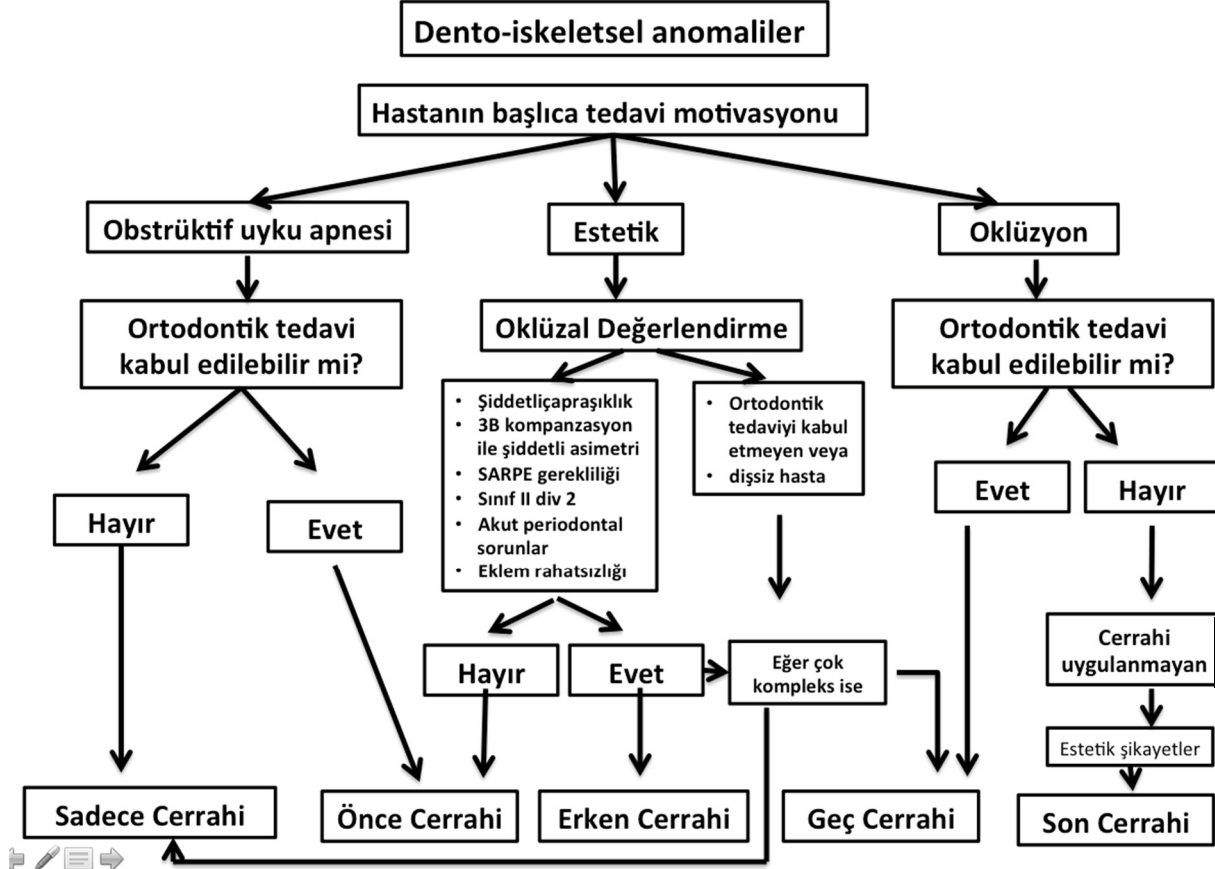 Dento-iskeletsel anomaliler
Hastanın başlıca tedavi motivasyonu
Obstrüktif uyku apnesi
Estetik
Oklüzyon
Ortodontik tedavi
kabul edilebilir mi?
Oklüzal Değerlendirme
Ortodontik tedavi
kabul edilebilir mi?
• Şiddetliçapraşıklık
• 3B kompanzasyon
ile şiddetli asimetri
• SARPE gerekliliği
• Sınıf II div 2
• Akut periodontal
sorunlar
• Eklem rahatsızlığı
• Ortodontik
tedaviyi kabul
etmeyen veya
• dişsiz hasta
Hayır
Evet
Evet
Hayır
Hayır
Evet
Eğer çok
kompleks ise
Cerrahi
uygulanmayan
Estetik şikayetler
Sadece Cerrahi
Önce Cerrahi
Erken Cerrahi
Geç Cerrahi
Son Cerrahi